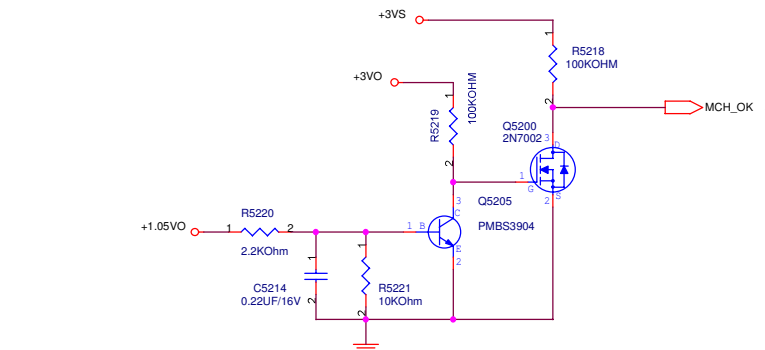 +3VS
1
R5218
100KOHM
2
MCH_OK
+3VO
1
R5219
100KOHM
2
Q5200
2N7002
3
D
1
G
S
2
Q5205
PMBS3904
3
C
1
B
E
2
+1.05VO
R5220
1
2
2.2KOhm
1
C5214
0.22UF/16V
2
1
R5221
10KOhm
2